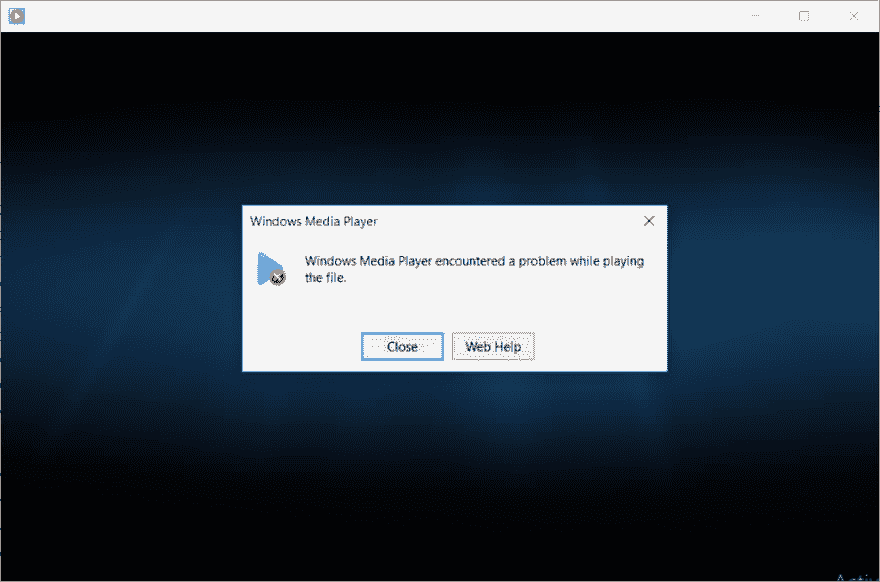 Windows Media Player
Windows Media Player encountered a problem while playing
the file.
Close
Web Help